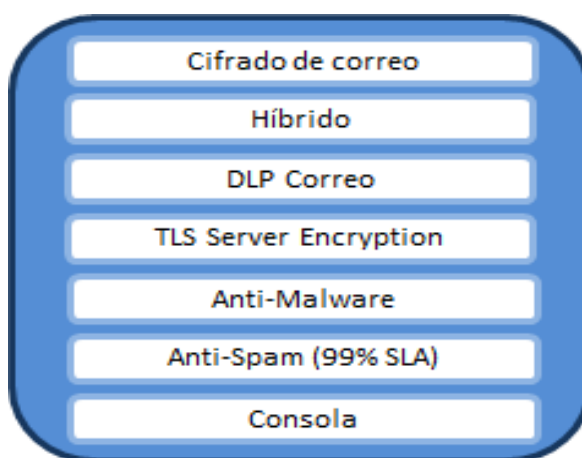 Cifrado de correo
Híbrido
DLP Correo
TLS Server Encryption
Anti-Malware
Anti-Spam (99% SLA)
Consola